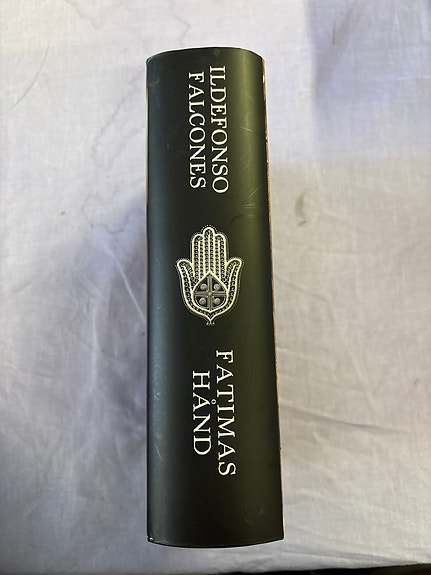 ILDEFONSO
FALCONES
FATIMAS
HÅND